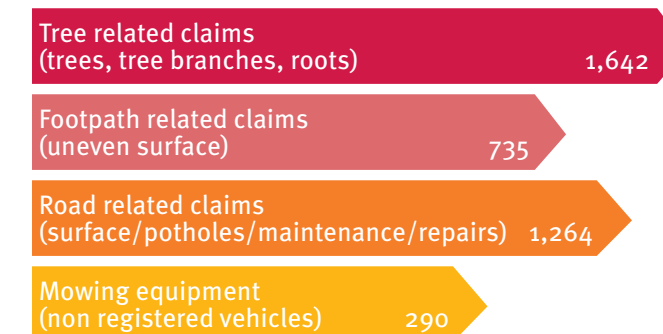 Tree related claims
(trees, tree branches, roots) 1,642
Footpath related claims
(uneven surface) 735
Road related claims
(surface/potholes/maintenance/repairs) 1,264
Mowing equipment
(non registered vehicles) 290